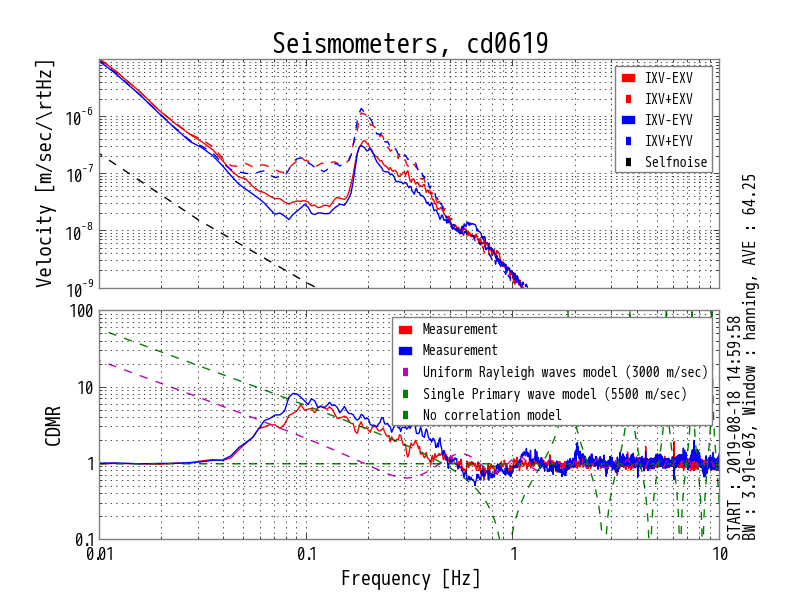 Seismometers, cd0619
Velocity [m/sec/\rtHz]
10^-6
10^-7
10^-8
10^-9
IXV-EXV
IXV+EXV
IXV-EYV
IXV+EYV
Selfnoise
CDMR
100
10
1
0.1
Measurement
Measurement
Uniform Rayleigh waves model (3000 m/sec)
Single Primary wave model (5500 m/sec)
No correlation model
0.01
0.1
1
10
Frequency [Hz]
START : 2019-08-18 14:59:58
BW : 3.91e-03, Window : hanning, AVE : 64.25